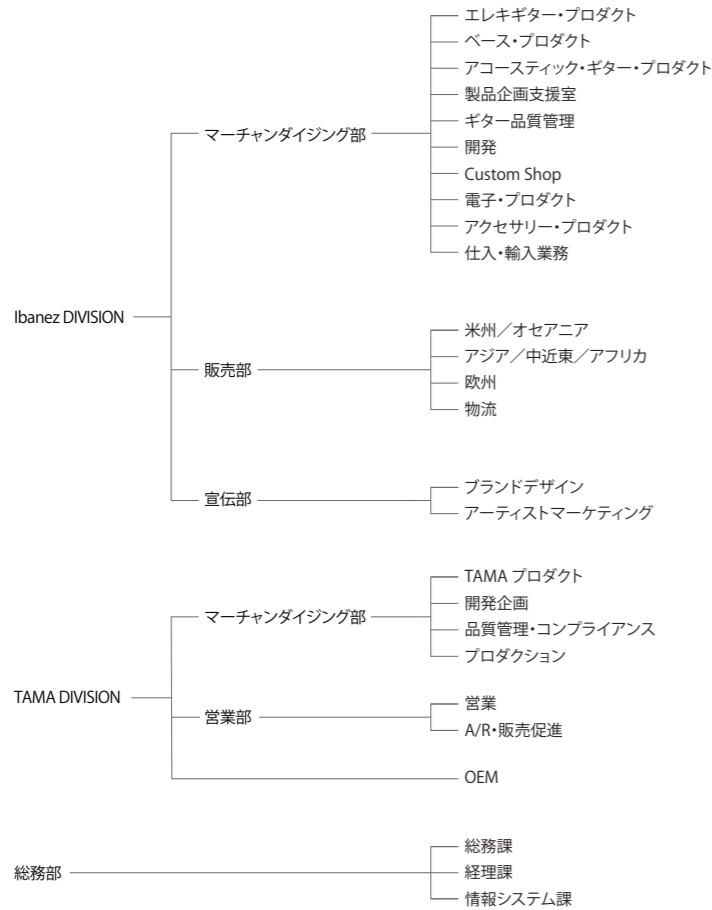 Ibanez DIVISION
マーチャンダイジング部
エレキギター・プロダクト
ベース・プロダクト
アコースティック・ギター・プロダクト
製品企画支援室
ギター品質管理
開発
Custom Shop
電子・プロダクト
アクセサリー・プロダクト
仕入・輸入業務
販売部
米州／オセアニア
アジア／中近東／アフリカ
欧州
物流
宣伝部
ブランドデザイン
アーティストマーケティング
TAMA DIVISION
マーチャンダイジング部
TAMA プロダクト
開発企画
品質管理・コンプライアンス
プロダクション
営業部
営業
A/R・販売促進
OEM
総務部
総務課
経理課
情報システム課